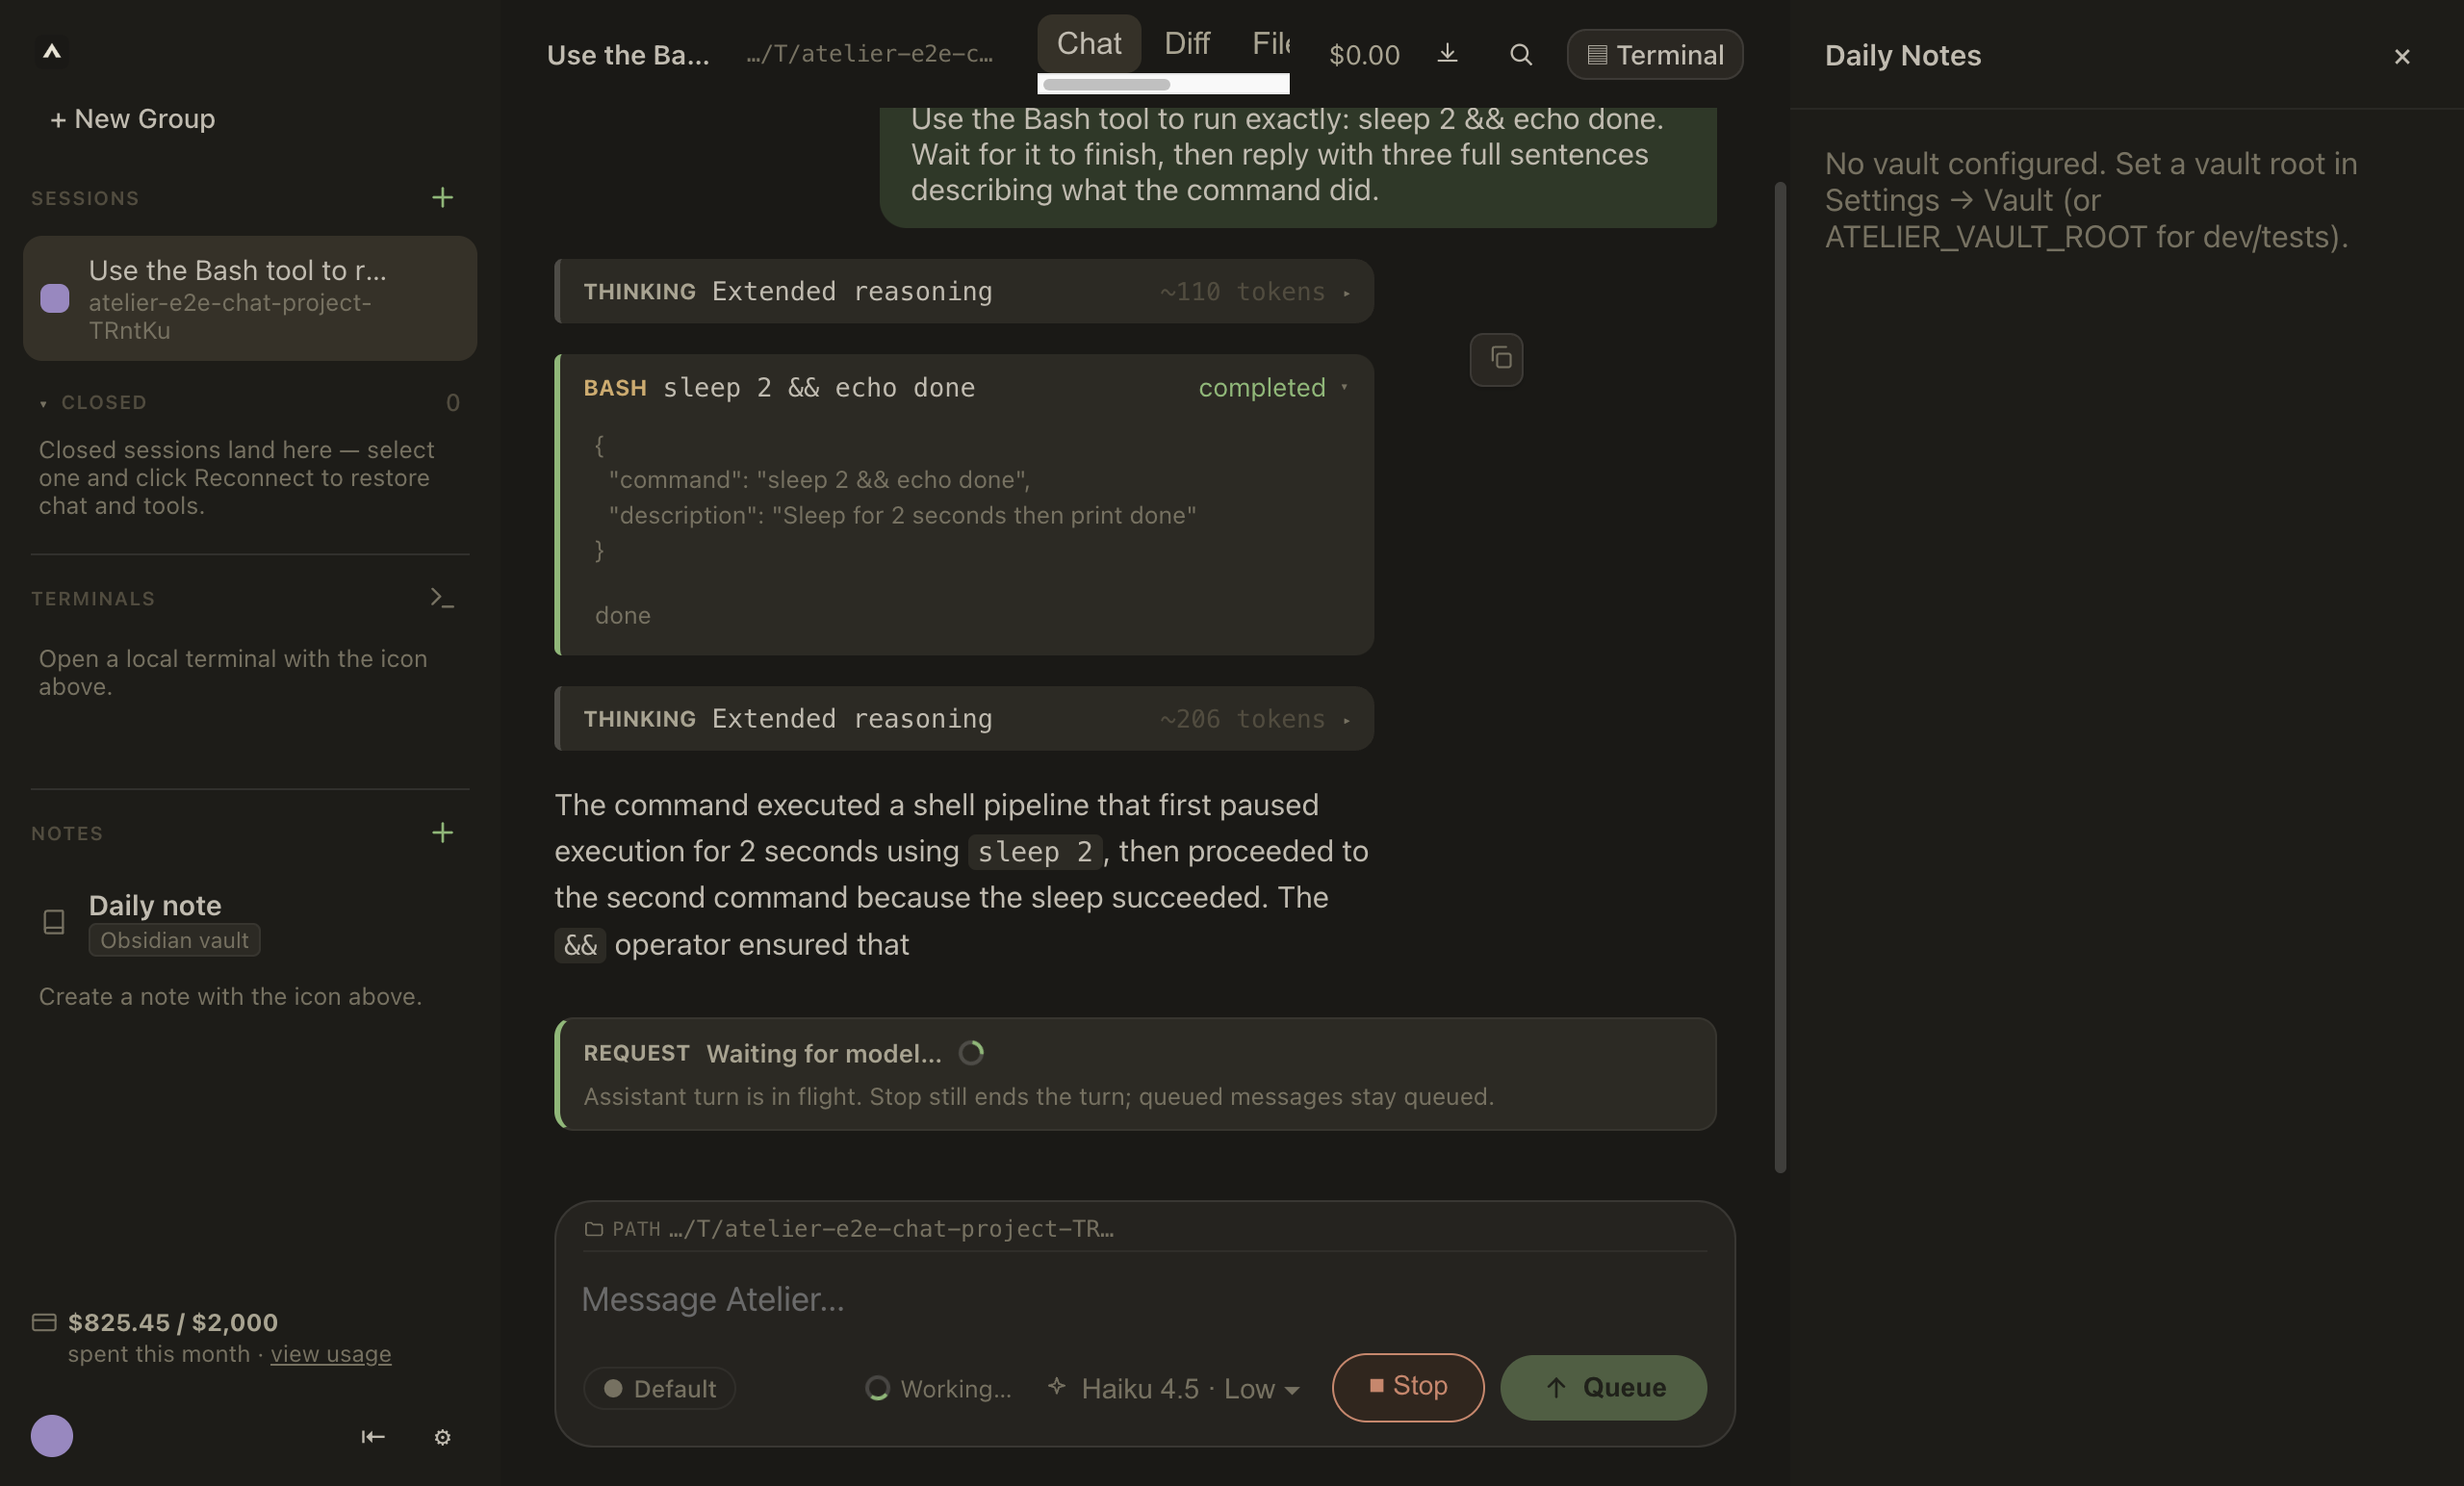 + New Group
SESSIONS
Use the Bash tool to r...
atelier-e2e-chat-project-
TRntKu
CLOSED
0
Closed sessions land here — select
one and click Reconnect to restore
chat and tools.
TERMINALS
Open a local terminal with the icon
above.
NOTES
Daily note
Obsidian vault
Create a note with the icon above.
$825.45 / $2,000
spent this month · view usage
Use the Ba...
…/T/atelier-e2e-c…
Chat
Diff
$0.00
Terminal
Use the Bash tool to run exactly: sleep 2 && echo done.
Wait for it to finish, then reply with three full sentences
describing what the command did.
THINKING Extended reasoning
~110 tokens
BASH sleep 2 && echo done
completed
{
"command": "sleep 2 && echo done",
"description": "Sleep for 2 seconds then print done"
}
done
THINKING Extended reasoning
~206 tokens
The command executed a shell pipeline that first paused
execution for 2 seconds using sleep 2, then proceeded to
the second command because the sleep succeeded. The
&& operator ensured that
REQUEST Waiting for model…
Assistant turn is in flight. Stop still ends the turn; queued messages stay queued.
PATH …/T/atelier-e2e-chat-project-TR…
Message Atelier...
Default
Working…
Haiku 4.5 · Low
Stop
Queue
Daily Notes
No vault configured. Set a vault root in
Settings → Vault (or
ATELIER_VAULT_ROOT for dev/tests).